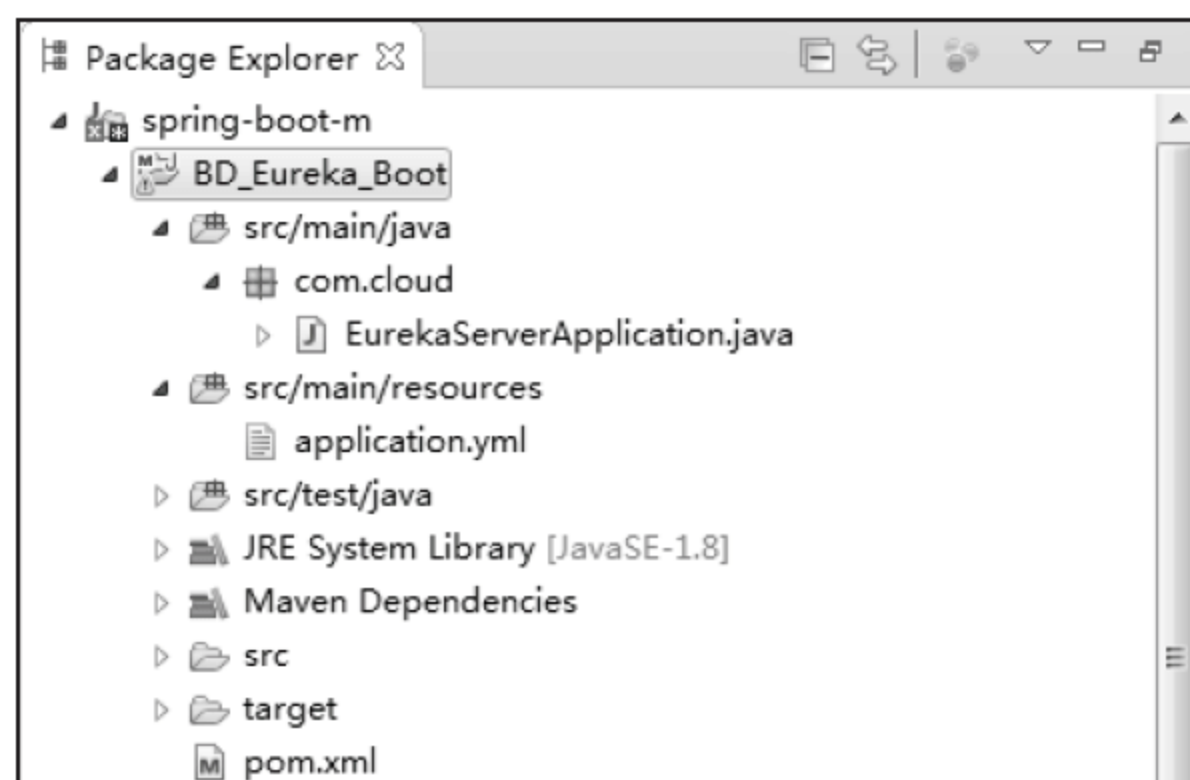 Package Explorer
spring-boot-m
BD_Eureka_Boot
src/main/java
com.cloud
EurekaServerApplication.java
src/main/resources
application.yml
src/test/java
JRE System Library [JavaSE-1.8]
Maven Dependencies
src
target
pom.xml